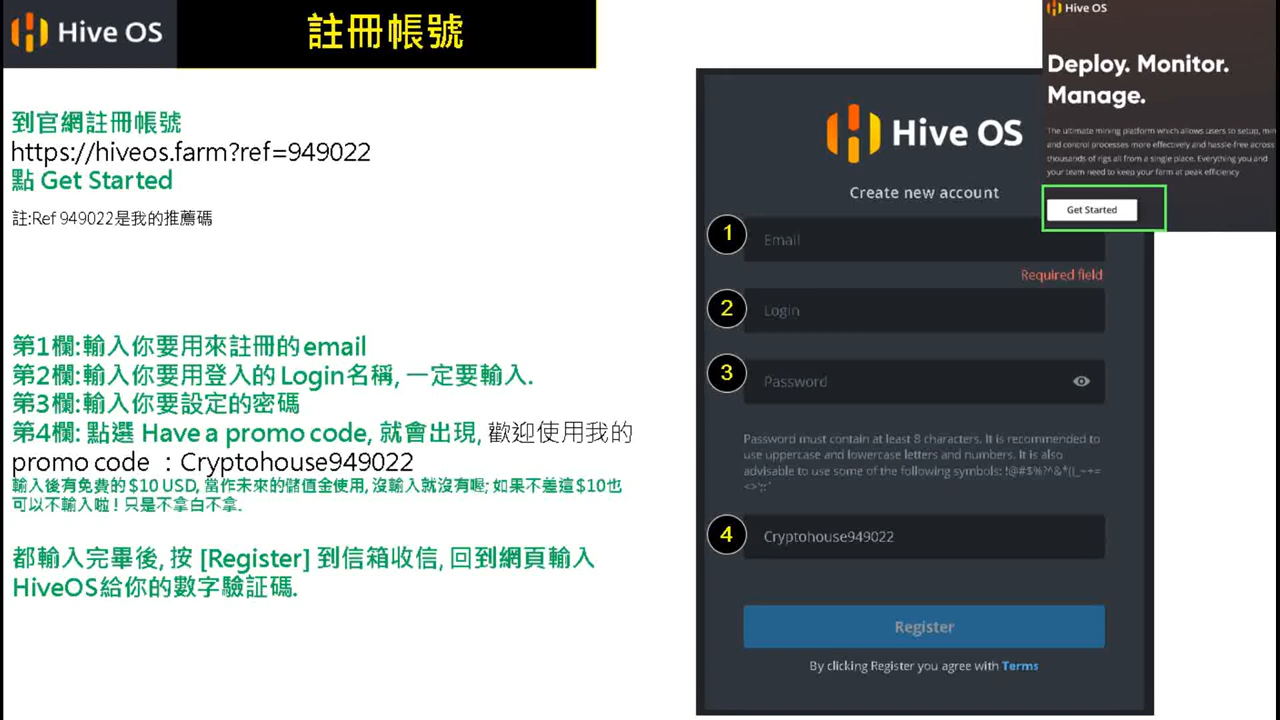 Hive OS
註冊帳號
到官網註冊帳號
https://hiveos.farm?ref=949022
點 Get Started
註:Ref 949022是我的推薦碼
第1欄:輸入你要用來註冊的email
第2欄:輸入你要用登入的 Login名稱, 一定要輸入.
第3欄:輸入你要設定的密碼
第4欄: 點選 Have a promo code, 就會出現, 歡迎使用我的
promo code : Cryptohouse949022
輸入後有免費的 $10 USD, 當作未來的儲值金使用, 沒輸入就沒有喔; 如果不差這$10也
可以不輸入啦! 只是不拿白不拿.
都輸入完畢後, 按 [Register] 到信箱收信, 回到網頁輸入
HiveOS給你的數字驗証碼.
Hive OS
Deploy. Monitor.
Manage.
The ultimate mining platform which allows users to setup, min
and control processes more effectively and hassle-free across
thousands of rigs all from a single place. Everything you and
your team need to keep your farm at peak efficiency
Get Started
Hive OS
Create new account
1
Email
Required field
2
Login
3
Password
Password must contain at least 8 characters. It is recommended to
use uppercase and lowercase letters and numbers. It is also
advisable to use some of the following symbols: !@#$%?^&*(()_-+=
4
Cryptohouse949022
Register
By clicking Register you agree with Terms